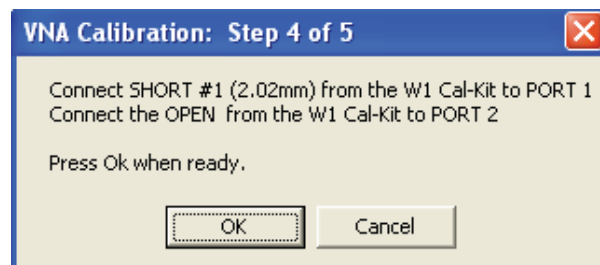 VNA Calibration: Step 4 of 5
Connect SHORT #1 (2.02mm) from the W1 Cal-Kit to PORT 1
Connect the OPEN from the W1 Cal-Kit to PORT 2
Press Ok when ready.
OK Cancel